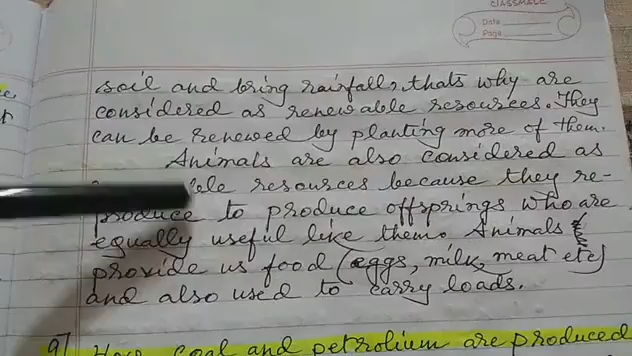 CLASSMATE
Date
Page
soil and bring rainfall, thats why are
considered as renewable resources. They
can be renewed by planting more of them.
Animals are also considered as
resources because they re-
produce to produce offsprings who are
equally useful like them. Animals
provide us food (eggs, milk, meat etc)
and also used to carry loads.
9] How coal and petrolium are produced